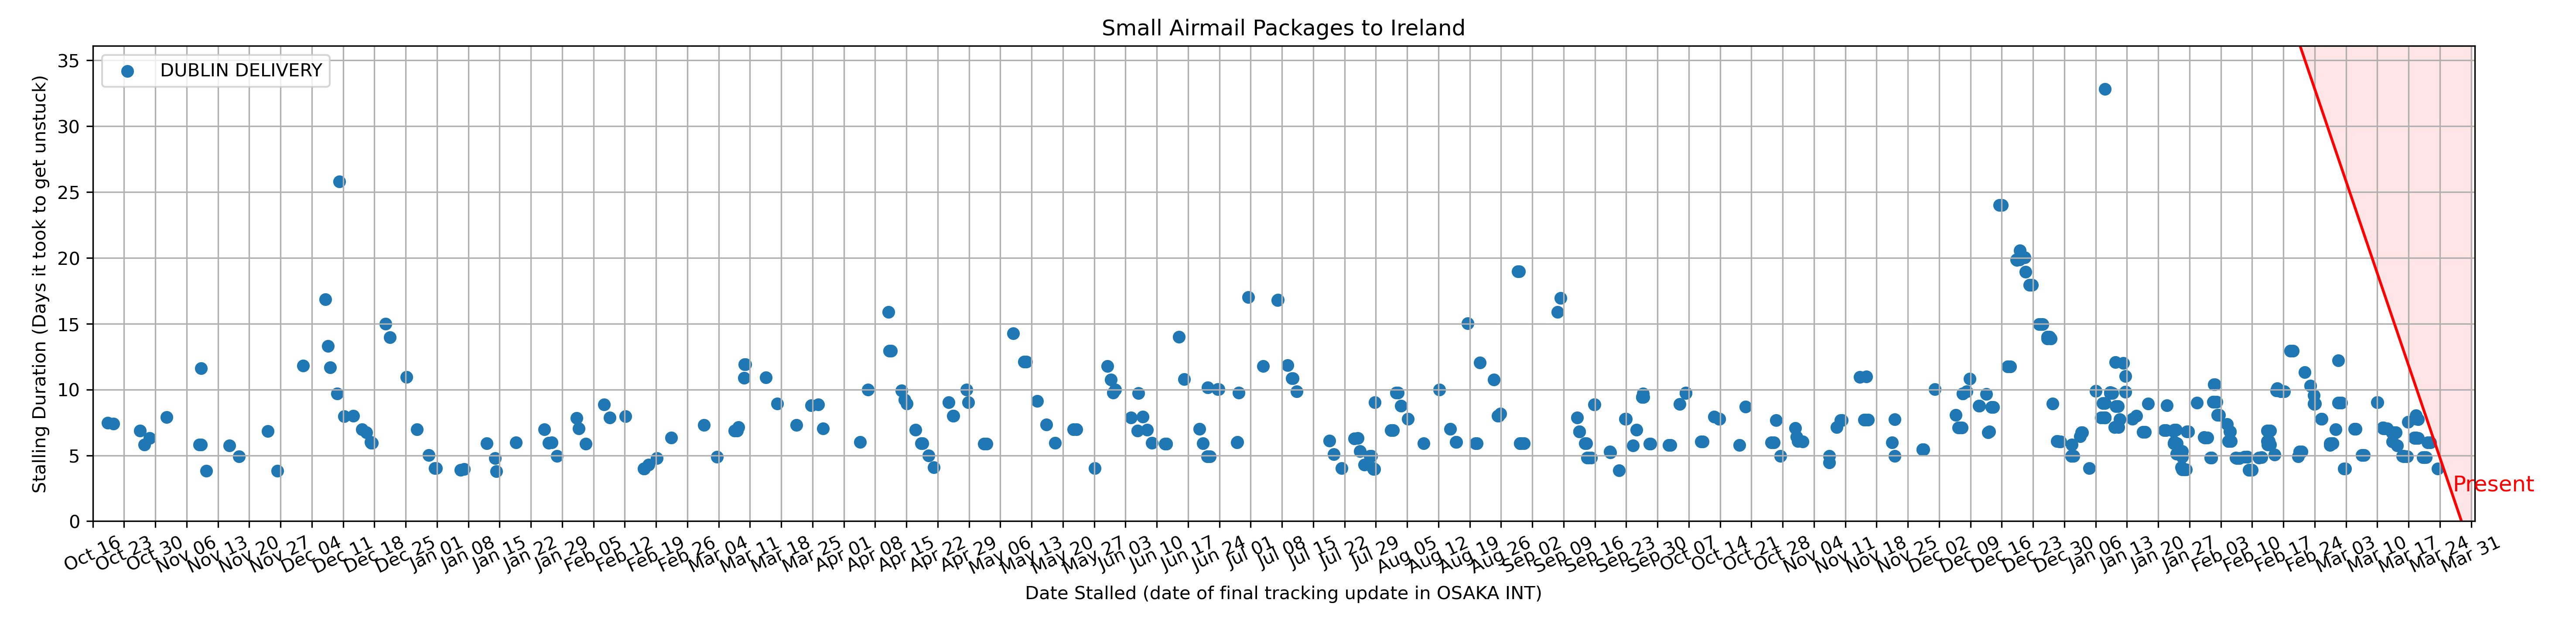 Small Airmail Packages to Ireland
DUBLIN DELIVERY
Stalling Duration (Days it took to get unstuck)
35
30
25
20
15
10
5
0
Present
Oct 16
Oct 23
Oct 30
Nov 06
Nov 13
Nov 20
Nov 27
Dec 04
Dec 11
Dec 18
Dec 25
Jan 01
Jan 08
Jan 15
Jan 22
Jan 29
Feb 05
Feb 12
Feb 19
Feb 26
Mar 04
Mar 11
Mar 18
Mar 25
Apr 01
Apr 08
Apr 15
Apr 22
Apr 29
May 06
May 13
May 20
May 27
Jun 03
Jun 10
Jun 17
Jun 24
Jul 01
Jul 08
Jul 15
Jul 22
Jul 29
Aug 05
Aug 12
Aug 19
Aug 26
Sep 02
Sep 09
Sep 16
Sep 23
Sep 30
Oct 07
Oct 14
Oct 21
Oct 28
Nov 04
Nov 11
Nov 18
Nov 25
Dec 02
Dec 09
Dec 16
Dec 23
Dec 30
Jan 06
Jan 13
Jan 20
Jan 27
Feb 03
Feb 10
Feb 17
Feb 24
Mar 03
Mar 10
Mar 17
Mar 24
Mar 31
Date Stalled (date of final tracking update in OSAKA INT)